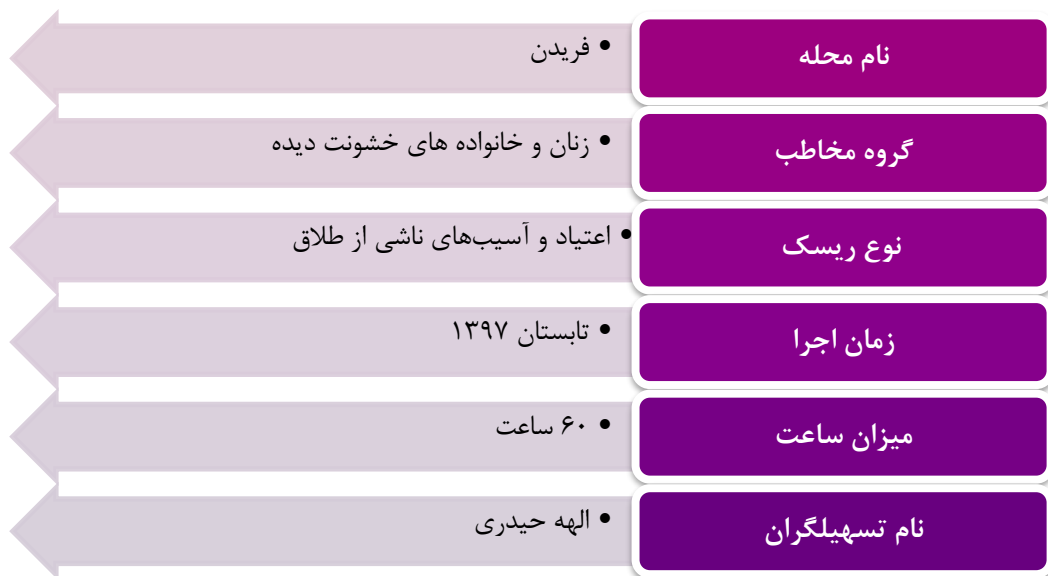 نام محله
• فریدن
گروه مخاطب
• زنان و خانواده های خشونت دیده
نوع ریسک
• اعتیاد و آسیب‌های ناشی از طلاق
زمان اجرا
• تابستان ۱۳۹۷
میزان ساعت
• ۶۰ ساعت
نام تسهیلگران
• الهه حیدری